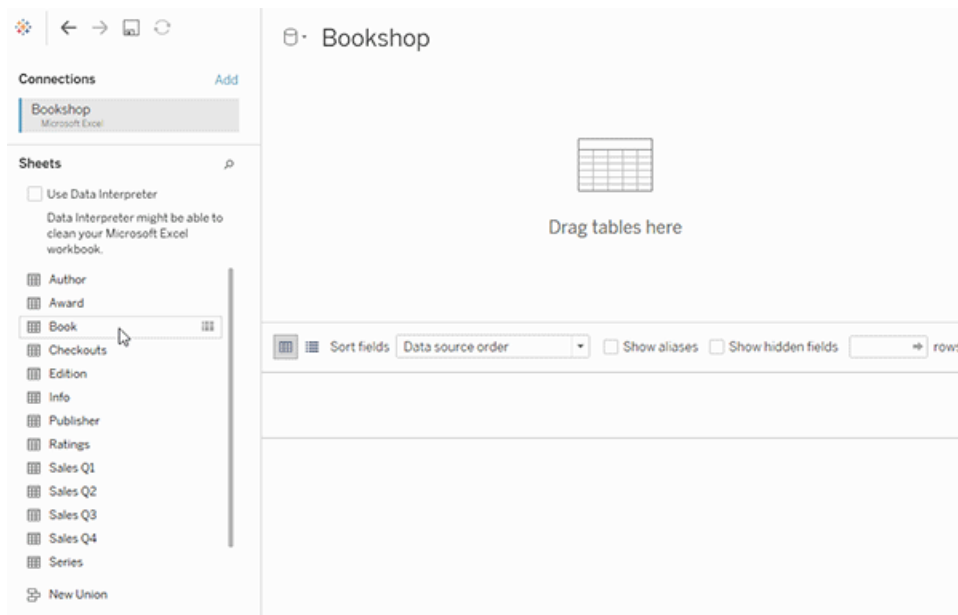 Bookshop
Connections Add
Bookshop
Microsoft Excel
Sheets
Use Data Interpreter
Data Interpreter might be able to
clean your Microsoft Excel
workbook.
Author
Award
Book
Checkouts
Edition
Info
Publisher
Ratings
Sales Q1
Sales Q2
Sales Q3
Sales Q4
Series
New Union
Drag tables here
Sort fields Data source order Show aliases Show hidden fields rows